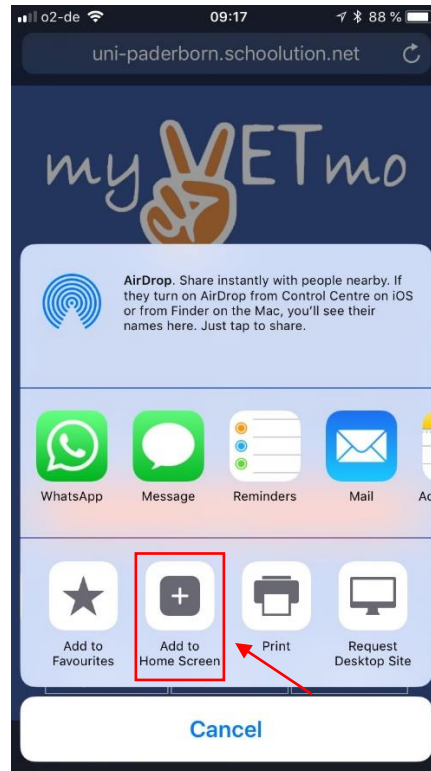 o2-de 09:17 88 %
uni-paderborn.schoolution.net
my VETmo
AirDrop. Share instantly with people nearby. If
they turn on AirDrop from Control Centre on iOS
or from Finder on the Mac, you'll see their
names here. Just tap to share.
WhatsApp Message Reminders Mail
Add to
Favourites
Add to
Home Screen
Print
Request
Desktop Site
Cancel